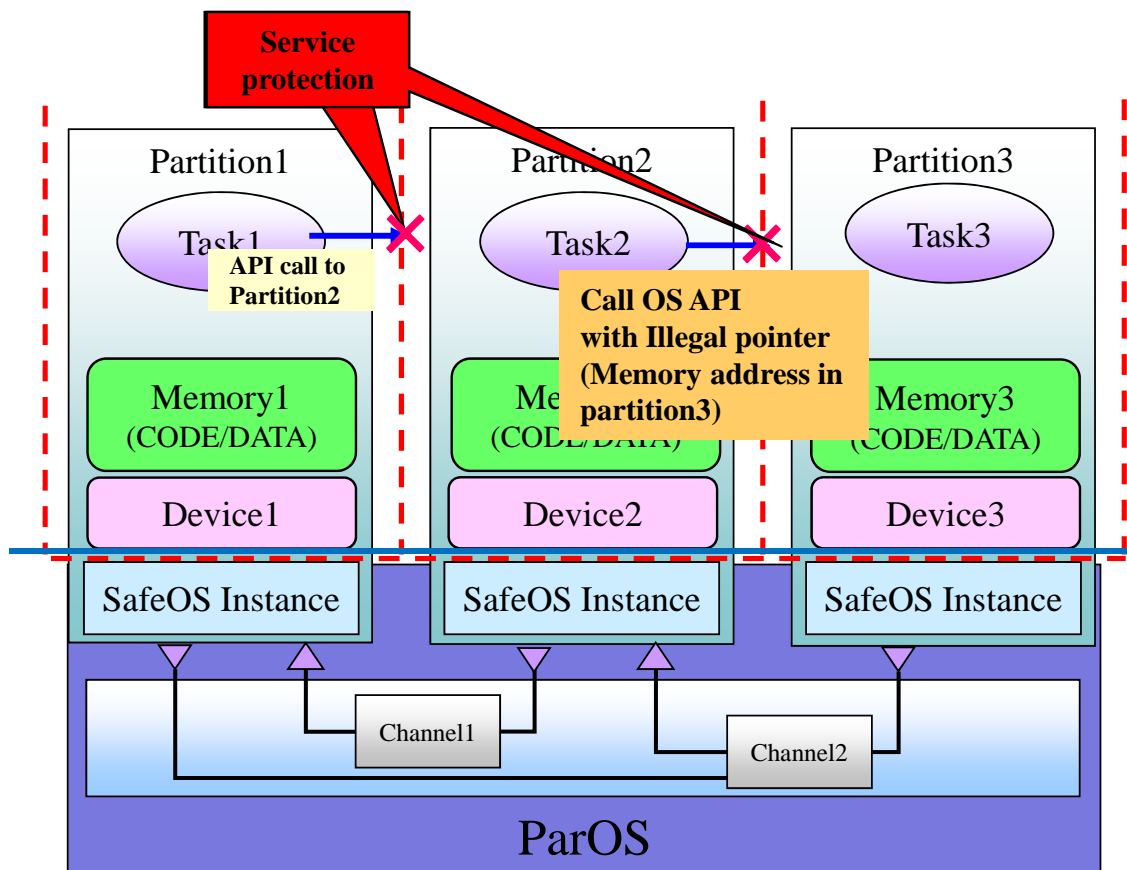 Service
protection
Partition1
Partition2
Partition3
Task1
Task2
Task3
API call to
Partition2
Call OS API
with Illegal pointer
(Memory address in
partition3)
Memory1
(CODE/DATA)
(CODE/DATA)
Memory3
(CODE/DATA)
Device1
Device2
Device3
SafeOS Instance
SafeOS Instance
SafeOS Instance
Channel1
Channel2
ParOS